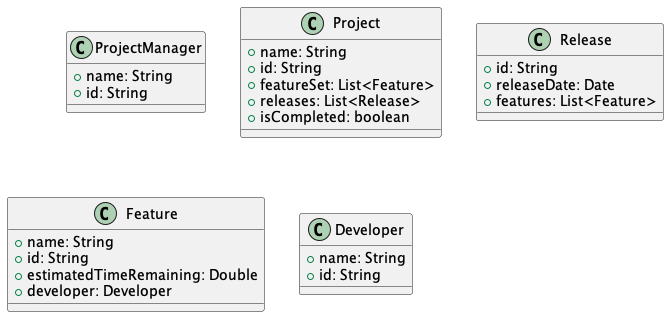 C ProjectManager
name: String
id: String
C Project
name: String
id: String
featureSet: List<Feature>
releases: List<Release>
isCompleted: boolean
C Release
id: String
releaseDate: Date
features: List<Feature>
C Feature
name: String
id: String
estimatedTimeRemaining: Double
developer: Developer
C Developer
name: String
id: String